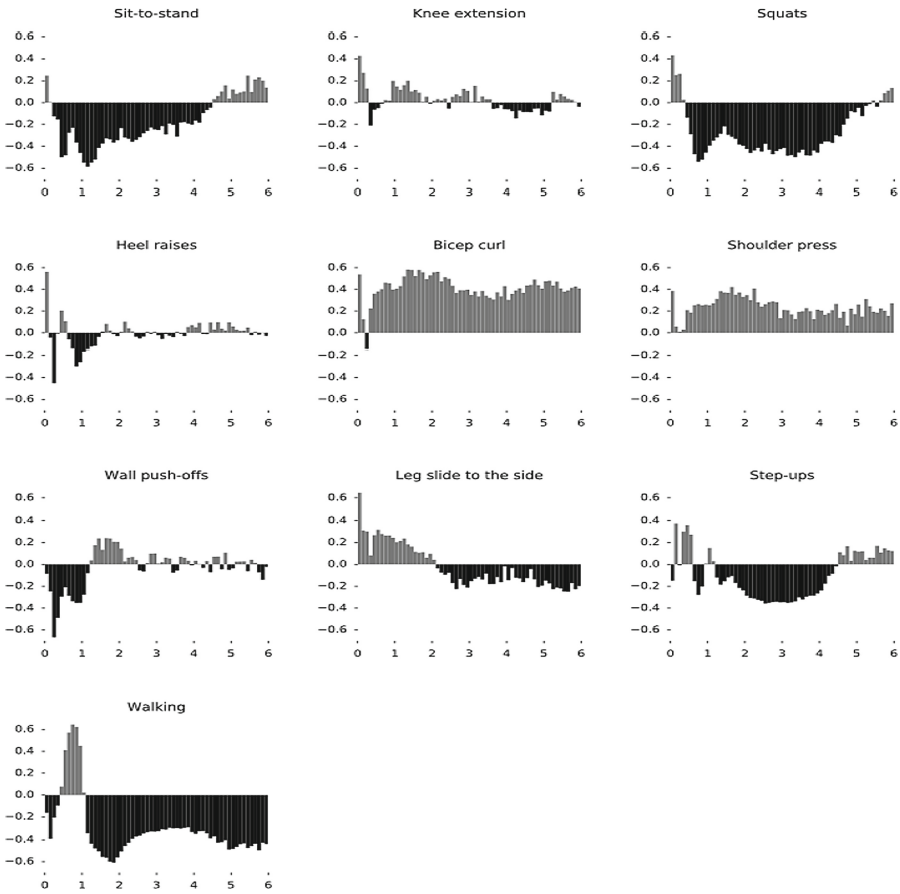 Sit-to-stand Knee extension Squats
0.6 0.6 0.6
0.4 0.4 0.4
0.2 0.2 0.2
0.0 0.0 0.0
−0.2 −0.2 −0.2
−0.4 −0.4 −0.4
−0.6 −0.6 −0.6
0 1 2 3 4 5 6 0 1 2 3 4 5 6 0 1 2 3 4 5 6
Heel raises Bicep curl Shoulder press
0.6 0.6 0.6
0.4 0.4 0.4
0.2 0.2 0.2
0.0 0.0 0.0
−0.2 −0.2 −0.2
−0.4 −0.4 −0.4
−0.6 −0.6 −0.6
0 1 2 3 4 5 6 0 1 2 3 4 5 6 0 1 2 3 4 5 6
Wall push-offs Leg slide to the side Step-ups
0.6 0.6 0.6
0.4 0.4 0.4
0.2 0.2 0.2
0.0 0.0 0.0
−0.2 −0.2 −0.2
−0.4 −0.4 −0.4
−0.6 −0.6 −0.6
0 1 2 3 4 5 6 0 1 2 3 4 5 6 0 1 2 3 4 5 6
Walking
0.6
0.4
0.2
0.0
−0.2
−0.4
−0.6
0 1 2 3 4 5 6